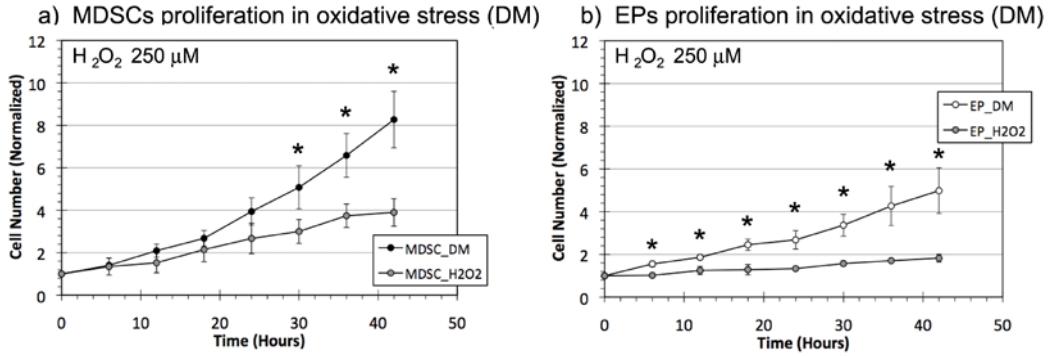 a) MDSCs proliferation in oxidative stress (DM)
12
10
8
6
4
2
0
Cell Number (Normalized)
H2O2 250 μM
*
*
*
MDSC_DM
MDSC_H2O2
0 10 20 30 40 50
Time (Hours)
b) EPs proliferation in oxidative stress (DM)
12
10
8
6
4
2
0
Cell Number (Normalized)
H2O2 250 μM
EP_DM
EP_H2O2
* * * * * * *
0 10 20 30 40 50
Time (Hours)